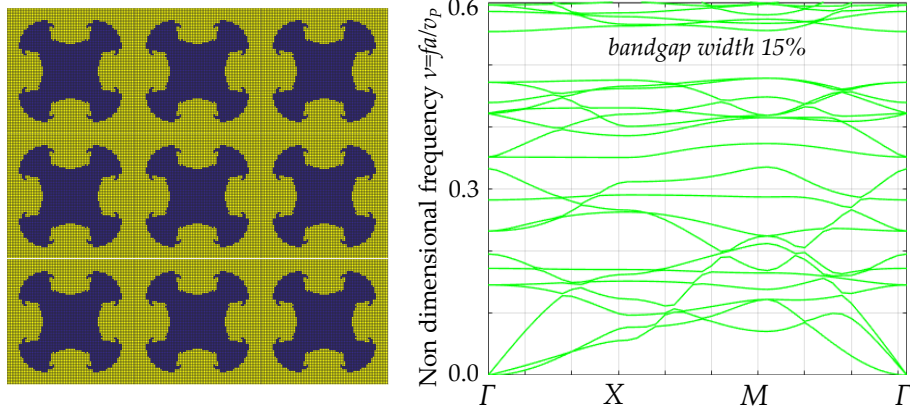 Non dimensional frequency ν=fa/v_p
0.6
bandgap width 15%
0.3
0.0
Γ X M Γ